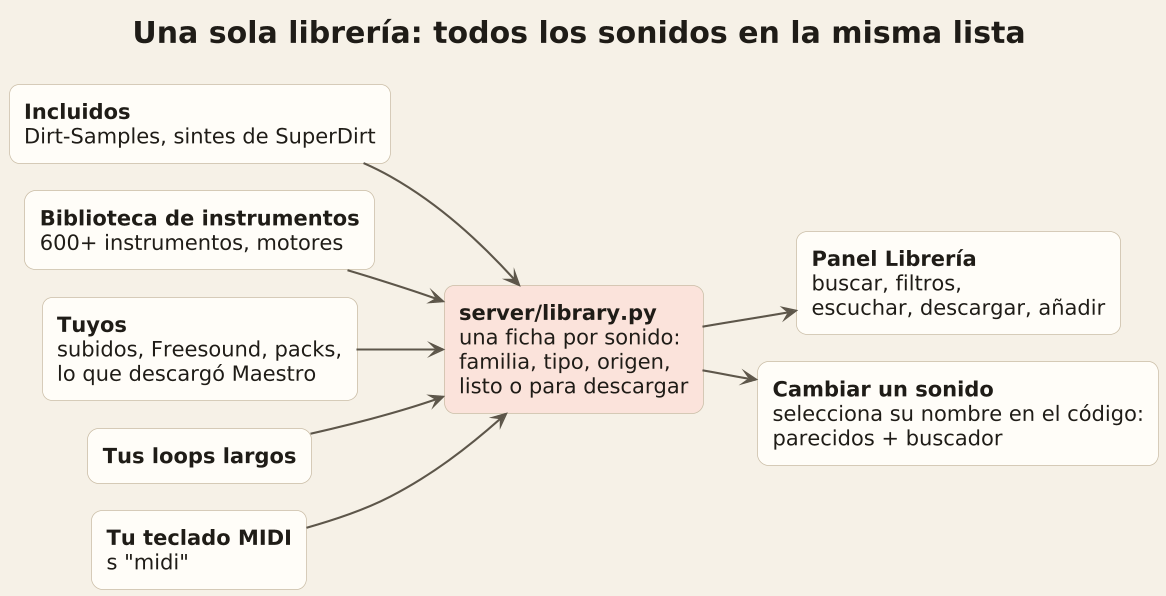 Una sola librería: todos los sonidos en la misma lista
Incluidos
Dirt-Samples, sintes de SuperDirt
Biblioteca de instrumentos
600+ instrumentos, motores
Tuyos
subidos, Freesound, packs,
lo que descargó Maestro
Tus loops largos
Tu teclado MIDI
s "midi"
server/library.py
una ficha por sonido:
familia, tipo, origen,
listo o para descargar
Panel Librería
buscar, filtros,
escuchar, descargar, añadir
Cambiar un sonido
selecciona su nombre en el código:
parecidos + buscador